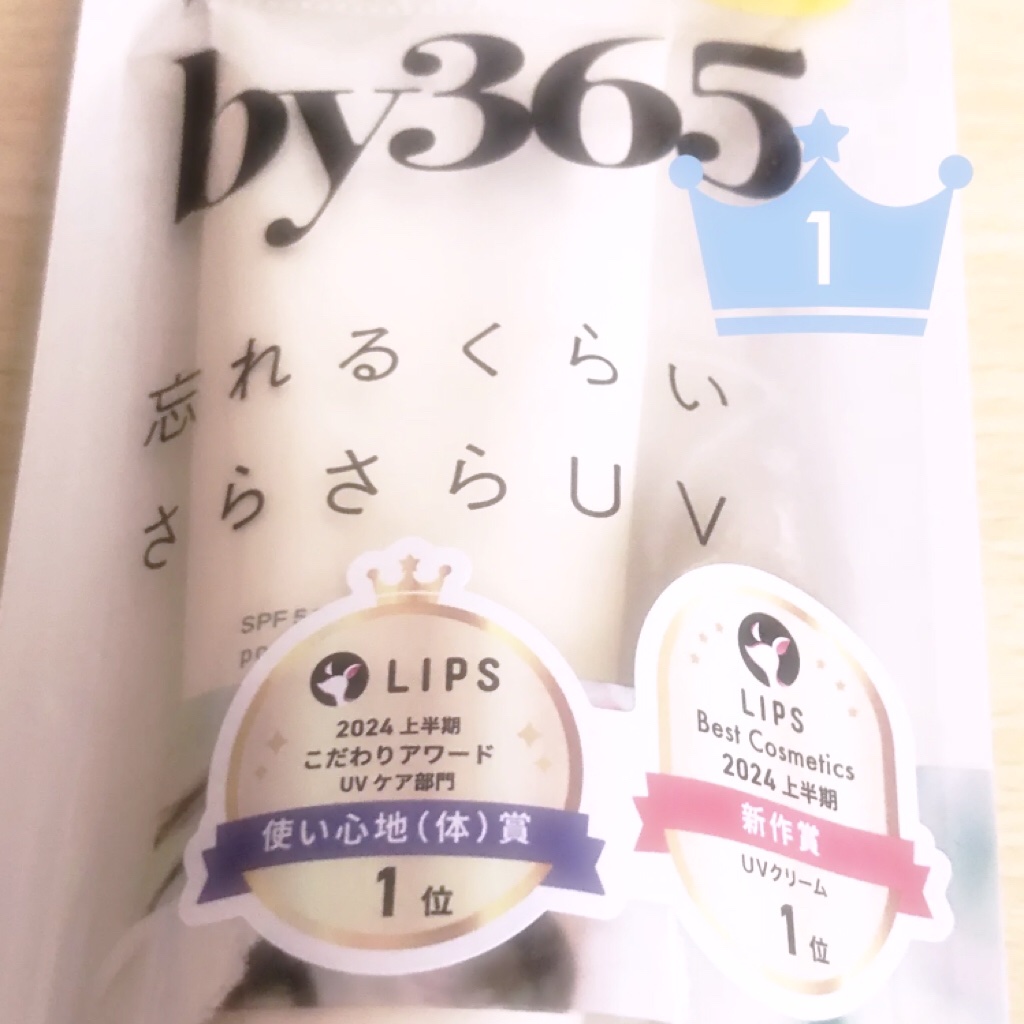 by365
1
忘れるくらい
さらさらUV
SPF
LIPS
2024 上半期
こだわりアワード
UV ケア部門
使い心地(体)賞
1位
LIPS
Best Cosmetics
2024 上半期
新作賞
UVクリーム
1位